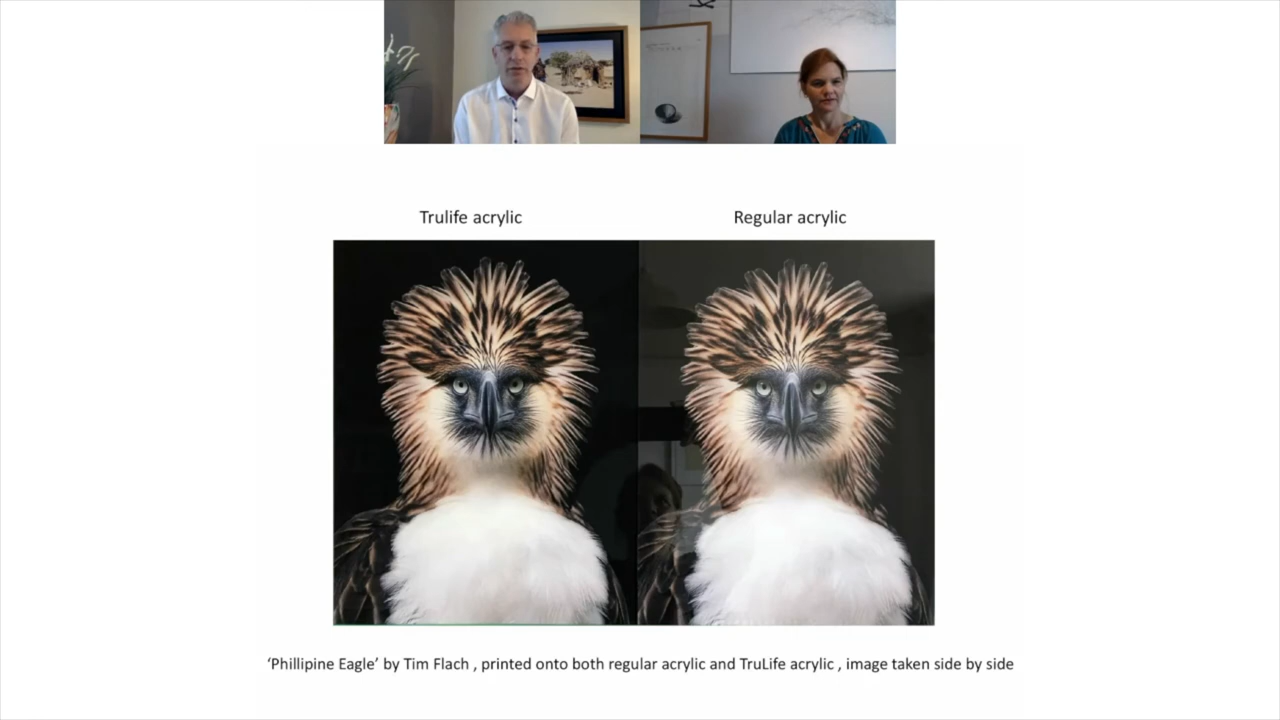 Trulife acrylic
Regular acrylic
‘Phillipine Eagle’ by Tim Flach , printed onto both regular acrylic and TruLife acrylic , image taken side by side